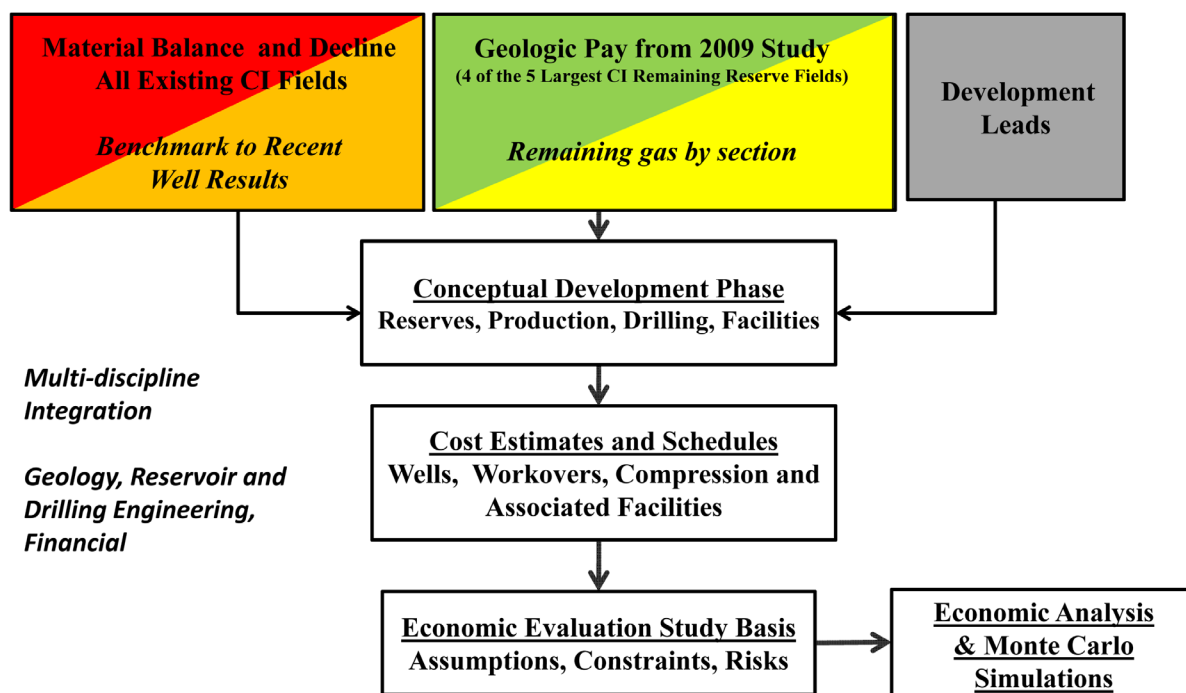 Material Balance and Decline
All Existing CI Fields
Benchmark to Recent
Well Results
Geologic Pay from 2009 Study
(4 of the 5 Largest CI Remaining Reserve Fields)
Remaining gas by section
Development
Leads
Conceptual Development Phase
Reserves, Production, Drilling, Facilities
Multi-discipline
Integration
Geology, Reservoir and
Drilling Engineering,
Financial
Cost Estimates and Schedules
Wells, Workovers, Compression and
Associated Facilities
Economic Evaluation Study Basis
Assumptions, Constraints, Risks
Economic Analysis
& Monte Carlo
Simulations